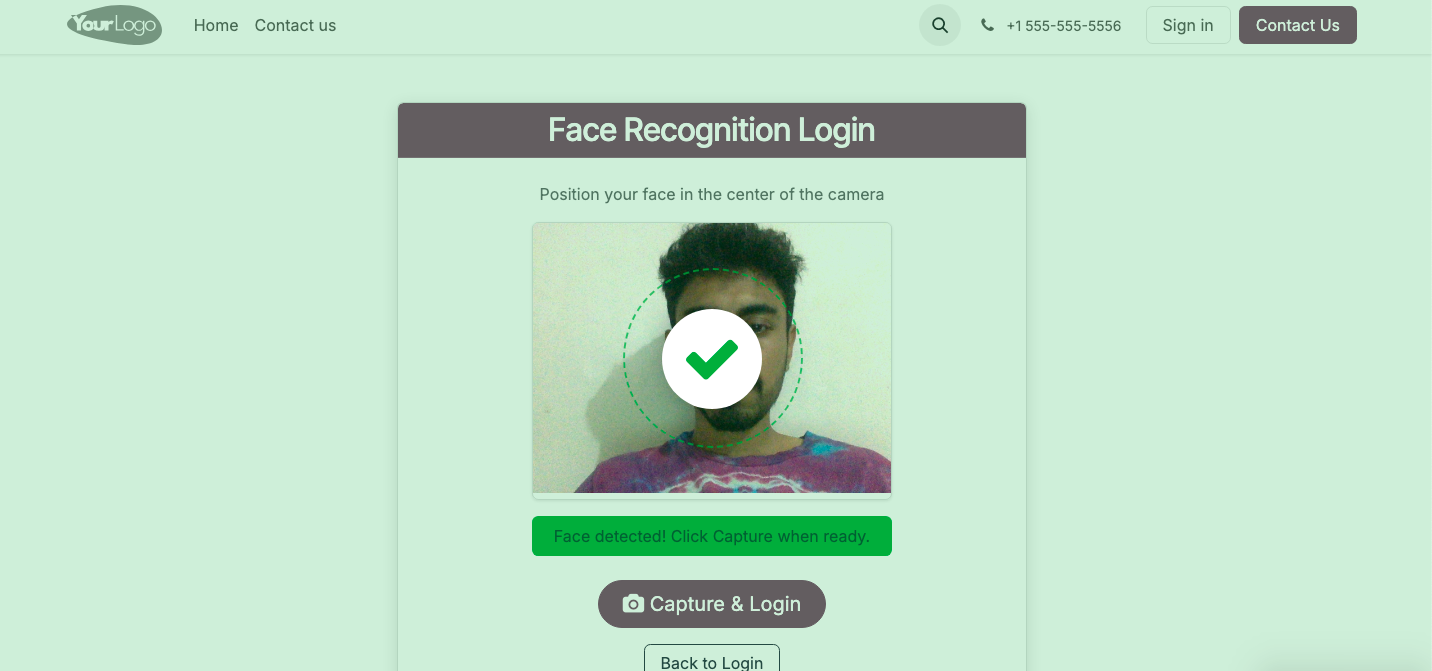 YourLogo
Home
Contact us
+1 555-555-5556
Sign in
Contact Us
Face Recognition Login
Position your face in the center of the camera
Face detected! Click Capture when ready.
Capture & Login
Back to Login